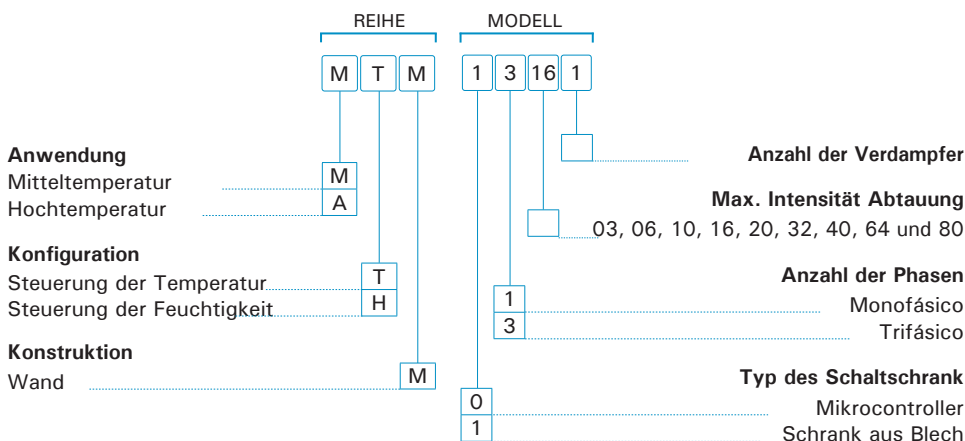 REIHE MODELL
M T M 1 3 16 1
Anwendung
Mitteltemperatur M
Hochtemperatur A
Konfiguration
Steuerung der Temperatur T
Steuerung der Feuchtigkeit H
Konstruktion
Wand M
Anzahl der Verdampfer
Max. Intensität Abtauung
03, 06, 10, 16, 20, 32, 40, 64 und 80
Anzahl der Phasen
1 Monofásico
3 Trifásico
Typ des Schaltschrank
0 Mikrocontroller
1 Schrank aus Blech